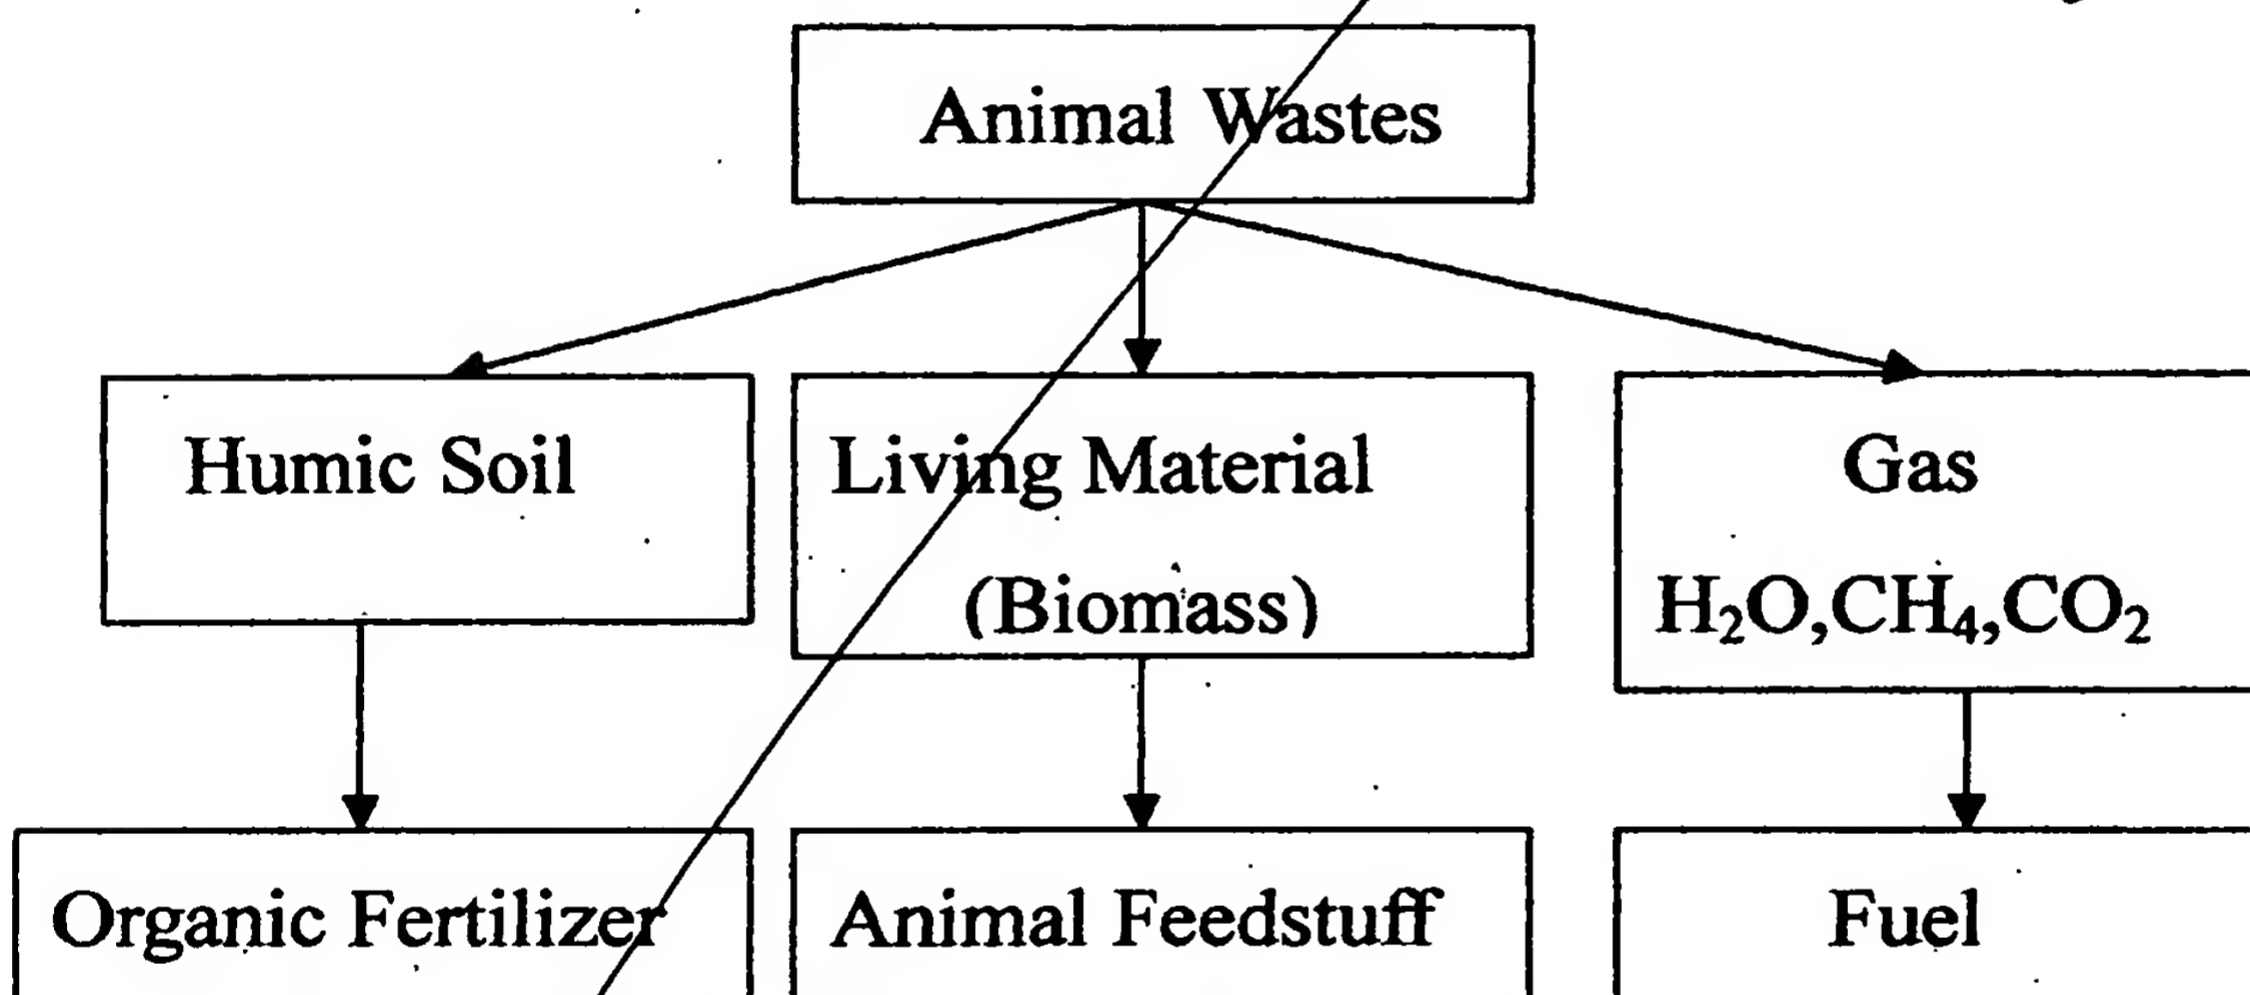 Animal Wastes
Humic Soil
Living Material
(Biomass)
Gas
H₂O,CH₄,CO₂
Organic Fertilizer
Animal Feedstuff
Fuel